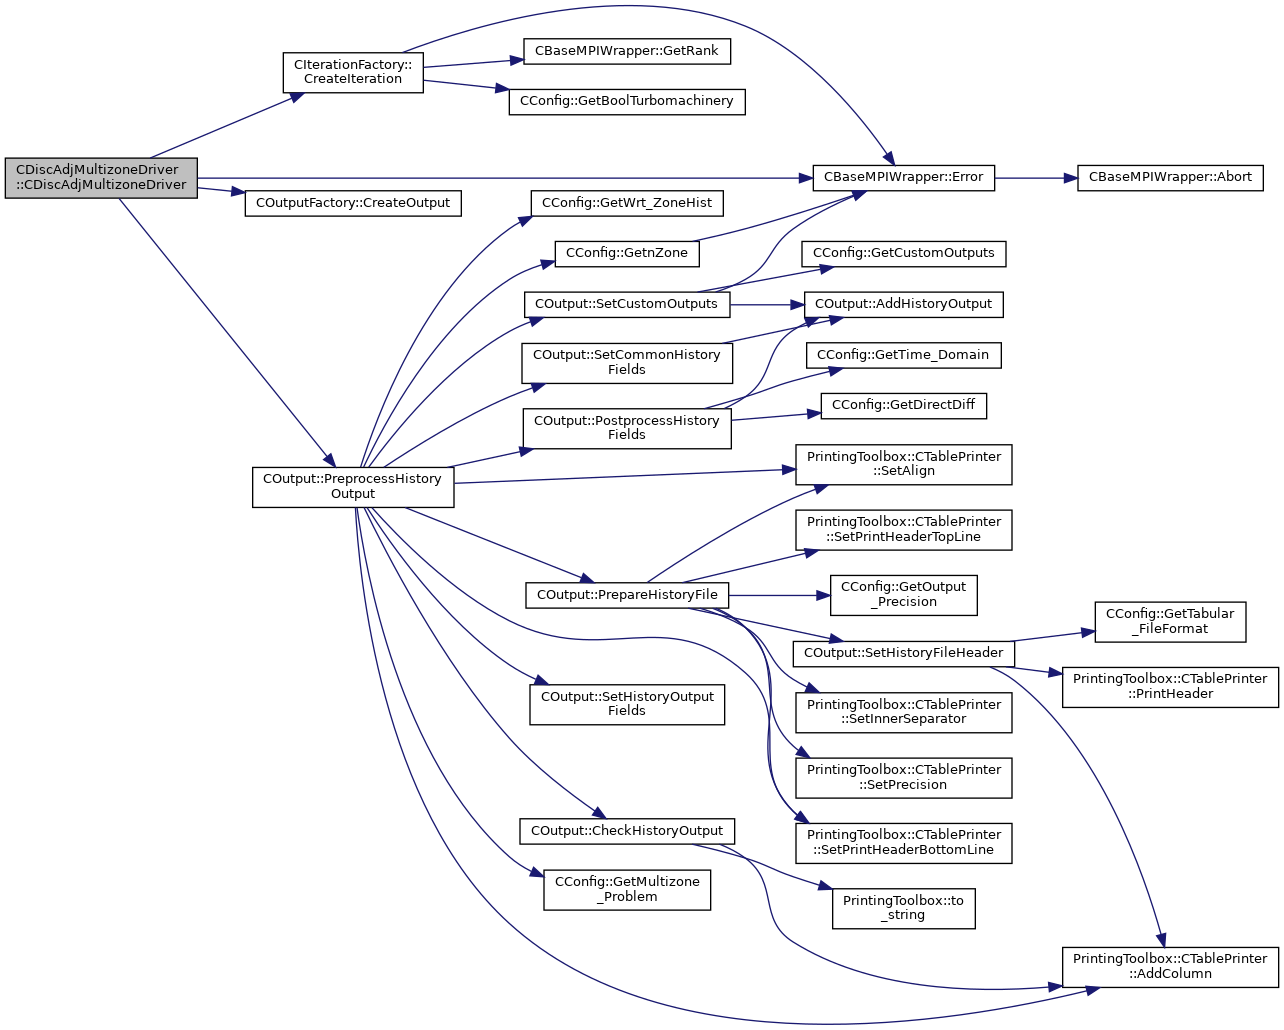 CDiscAdjMultizoneDriver
::CDiscAdjMultizoneDriver
CIterationFactory::
CreateIteration
COutputFactory::CreateOutput
COutput::PreprocessHistory
Output
CBaseMPIWrapper::GetRank
CConfig::GetBoolTurbomachinery
CConfig::GetWrt_ZoneHist
CConfig::GetnZone
COutput::SetCustomOutputs
COutput::SetCommonHistory
Fields
COutput::PostprocessHistory
Fields
COutput::PrepareHistoryFile
COutput::SetHistoryOutput
Fields
COutput::CheckHistoryOutput
CConfig::GetMultizone
_Problem
CBaseMPIWrapper::Error
CConfig::GetCustomOutputs
COutput::AddHistoryOutput
CConfig::GetTime_Domain
CConfig::GetDirectDiff
PrintingToolbox::CTablePrinter
::SetAlign
PrintingToolbox::CTablePrinter
::SetPrintHeaderTopLine
CConfig::GetOutput
_Precision
COutput::SetHistoryFileHeader
PrintingToolbox::CTablePrinter
::SetInnerSeparator
PrintingToolbox::CTablePrinter
::SetPrecision
PrintingToolbox::CTablePrinter
::SetPrintHeaderBottomLine
PrintingToolbox::to
_string
CBaseMPIWrapper::Abort
CConfig::GetTabular
_FileFormat
PrintingToolbox::CTablePrinter
::PrintHeader
PrintingToolbox::CTablePrinter
::AddColumn